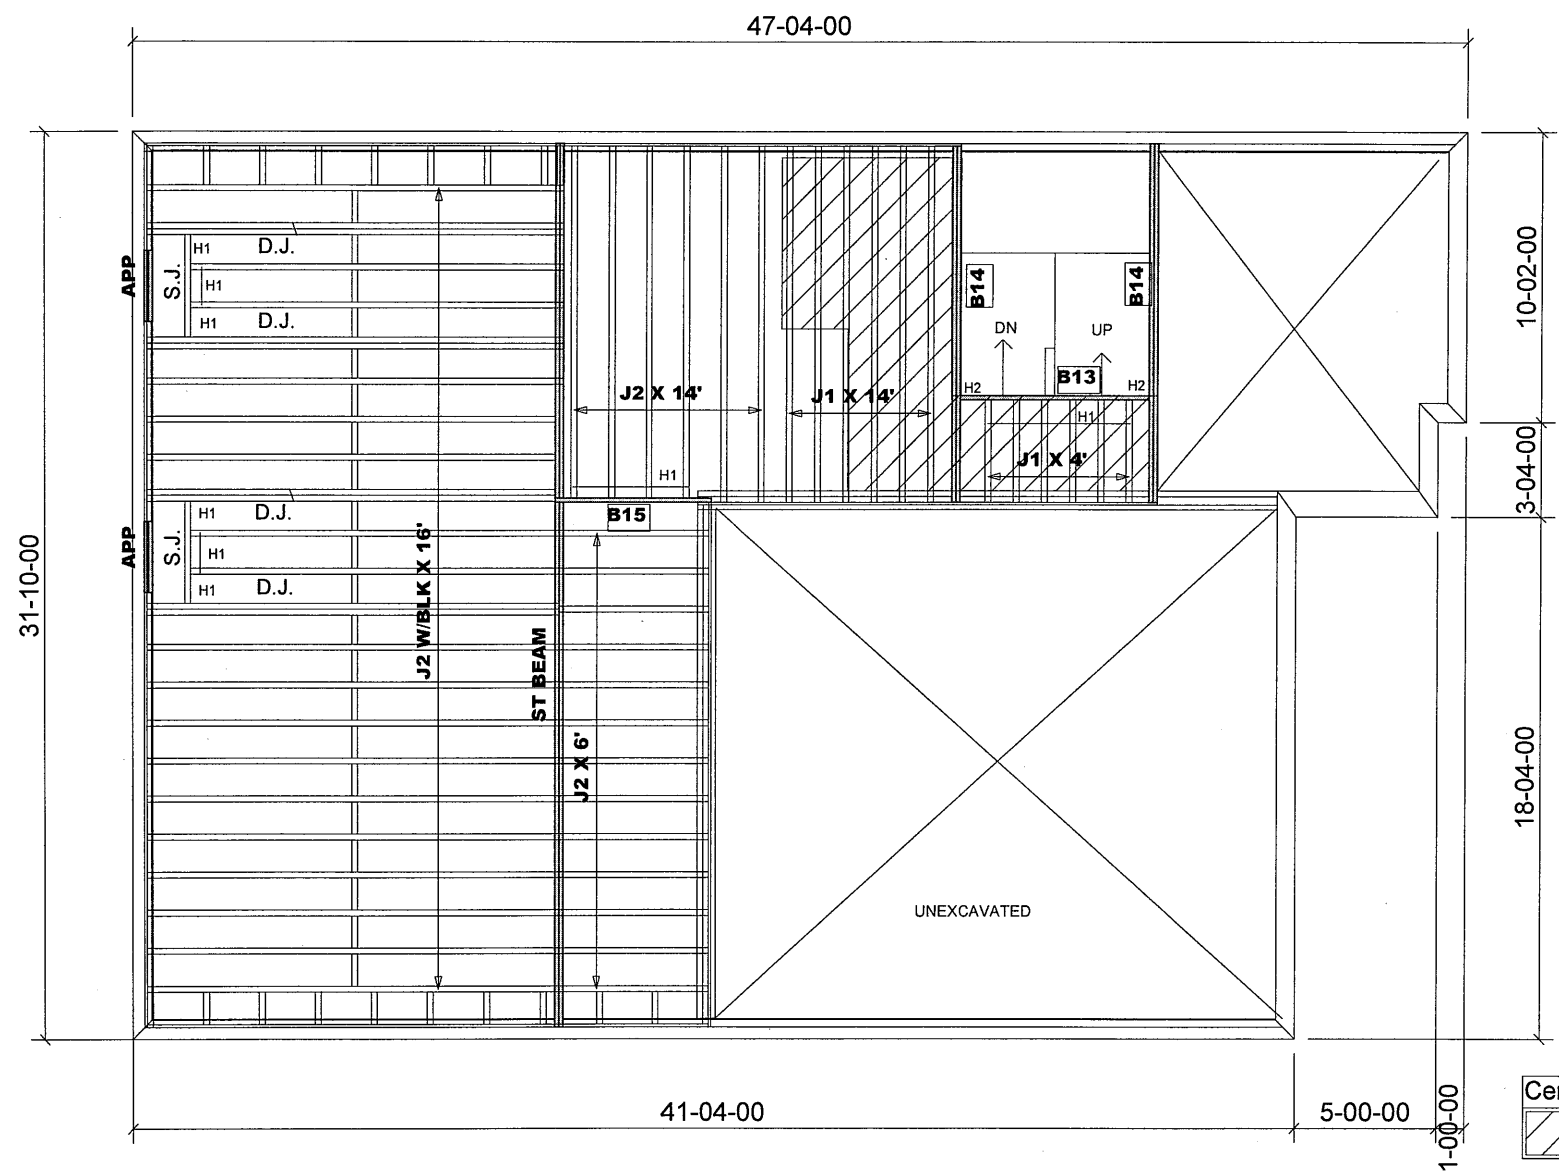 47-04-00
H1
D.J.
APP
S.J.
H1
H1
D.J.
B14
B14
DN
UP
10-02-00
B13
H2
H2
J2 X 14'
J1 X 14'
H1
J1 X 4'
3-04-00
H1
B15
H1
D.J.
APP
S.J.
H1
H1
D.J.
J2 W/BLK X 16'
31-10-00
ST BEAM
J2 X 6'
18-04-00
UNEXCAVATED
41-04-00
5-00-00
1-00-00